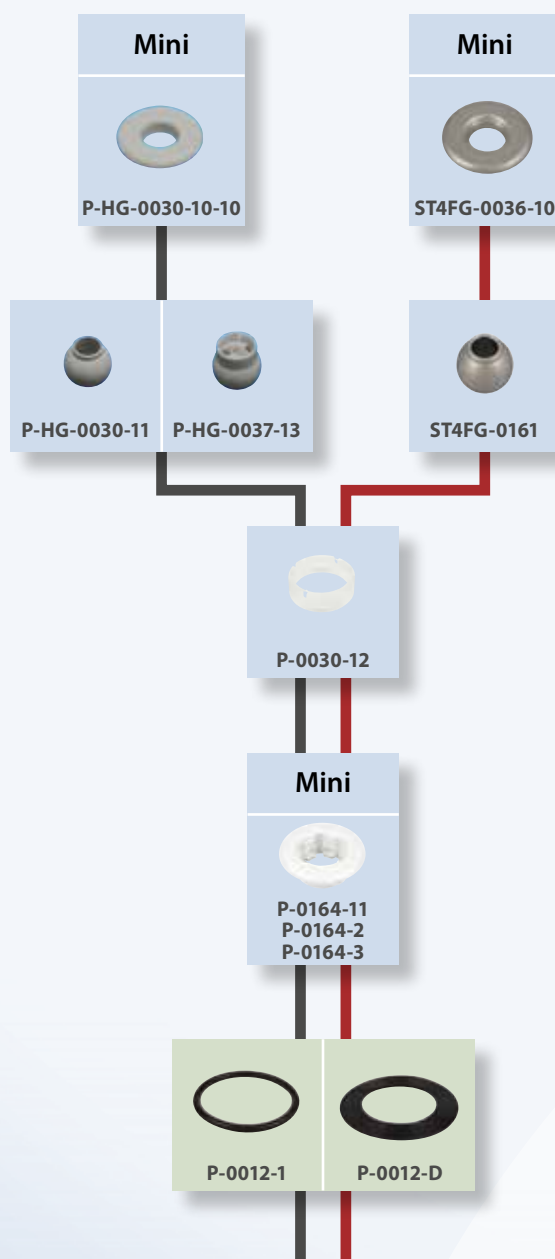 Mini
Mini
P-HG-0030-10-10
ST4FG-0036-10
P-HG-0030-11
P-HG-0037-13
ST4FG-0161
P-0030-12
Mini
P-0164-11
P-0164-2
P-0164-3
P-0012-1
P-0012-D